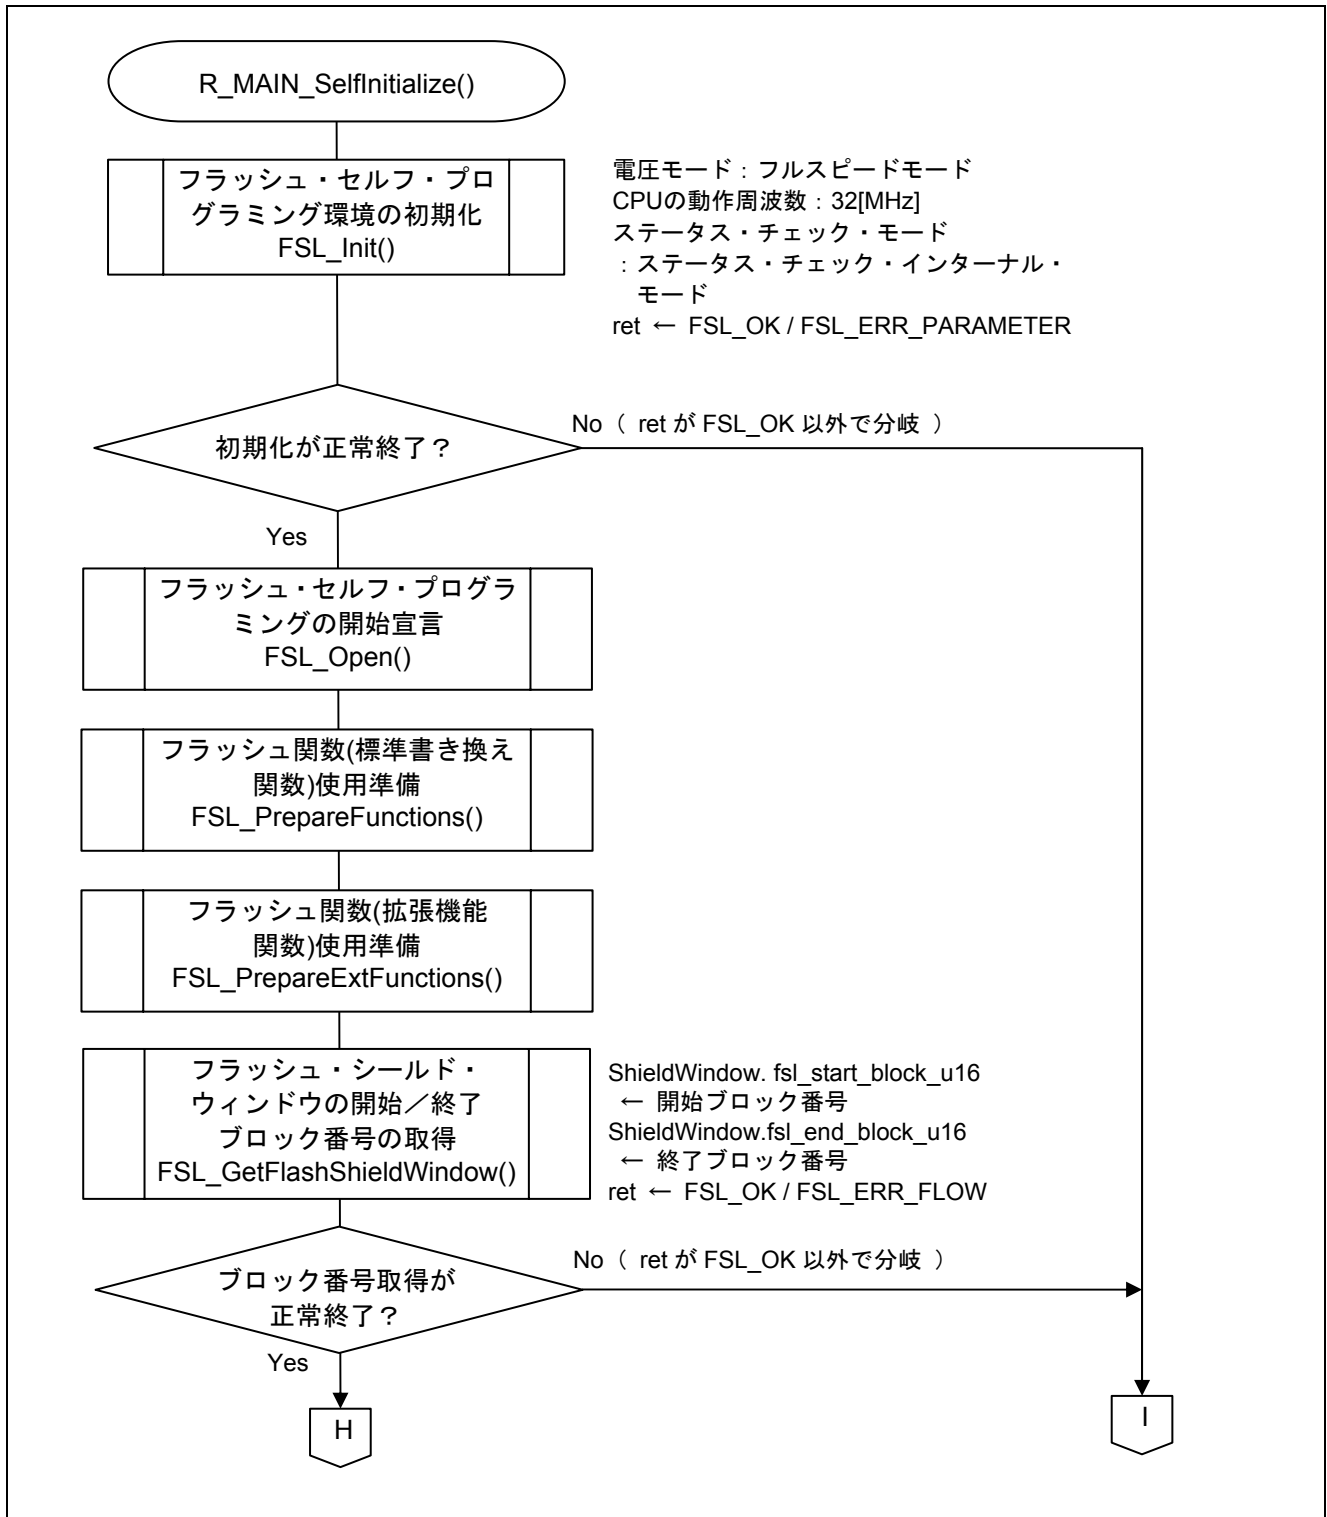 R_MAIN_SelfInitialize()
フラッシュ・セルフ・プロ
グラミング環境の初期化
FSL_Init()
電圧モード：フルスピードモード
CPUの動作周波数：32[MHz]
ステータス・チェック・モード
：ステータス・チェック・インターナル・
モード
ret ← FSL_OK / FSL_ERR_PARAMETER
初期化が正常終了？
No（ ret が FSL_OK 以外で分岐 ）
Yes
フラッシュ・セルフ・プログラ
ミングの開始宣言
FSL_Open()
フラッシュ関数(標準書き換え
関数)使用準備
FSL_PrepareFunctions()
フラッシュ関数(拡張機能
関数)使用準備
FSL_PrepareExtFunctions()
フラッシュ・シールド・
ウィンドウの開始／終了
ブロック番号の取得
FSL_GetFlashShieldWindow()
ShieldWindow. fsl_start_block_u16
← 開始ブロック番号
ShieldWindow.fsl_end_block_u16
← 終了ブロック番号
ret ← FSL_OK / FSL_ERR_FLOW
ブロック番号取得が
正常終了？
No（ ret が FSL_OK 以外で分岐 ）
Yes
H
I